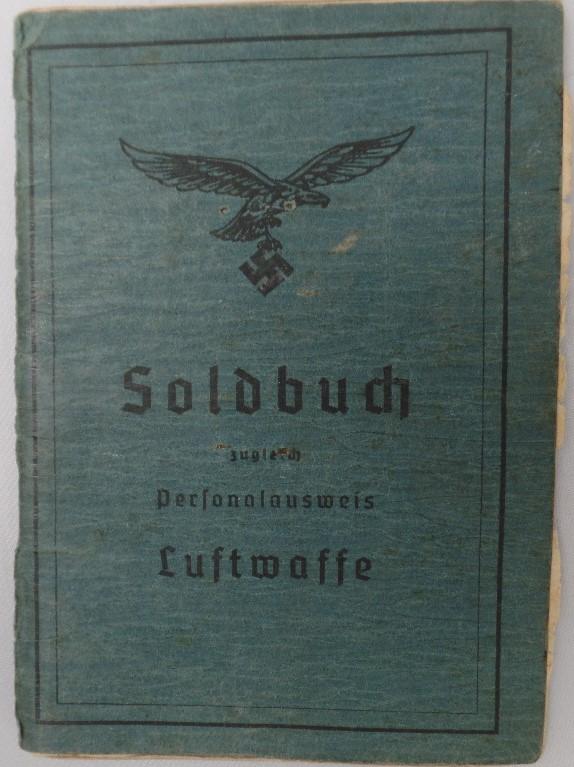 Soldbuch
zugleich
Personalausweis
Luftwaffe